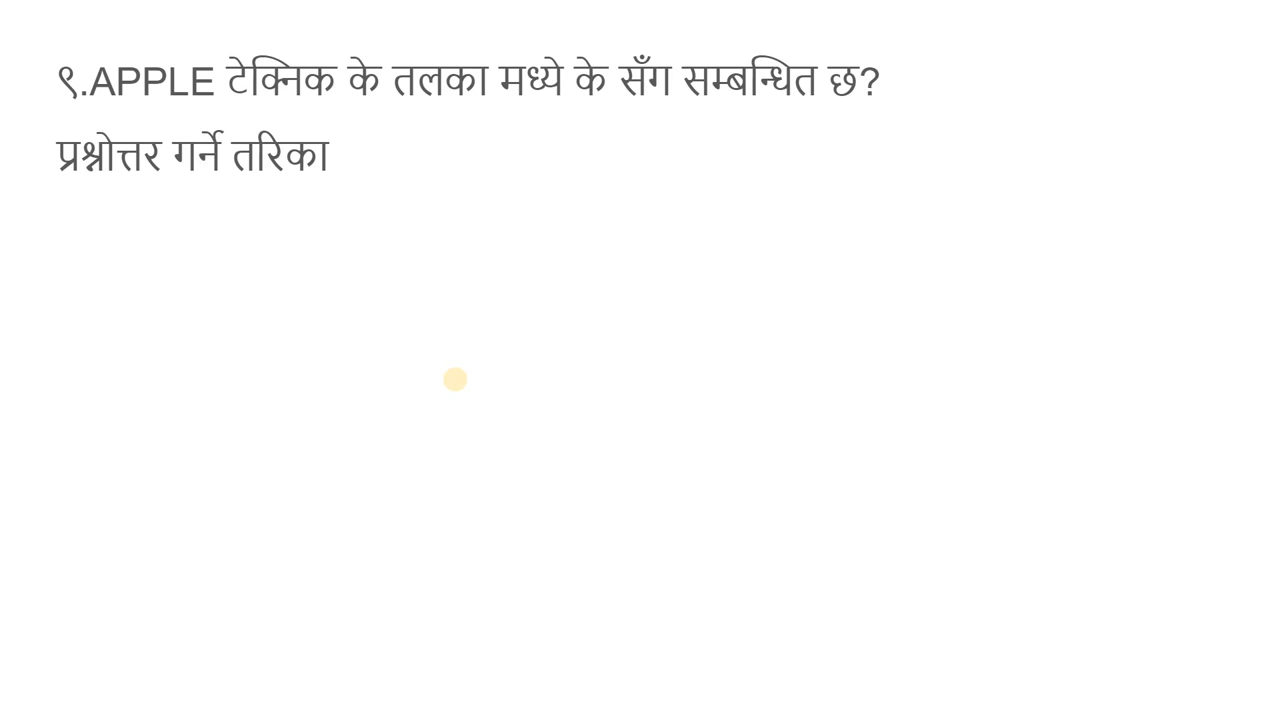 ९.APPLE टेक्निक के तलका मध्ये के सँग सम्बन्धित छ?
प्रश्नोत्तर गर्ने तरिका